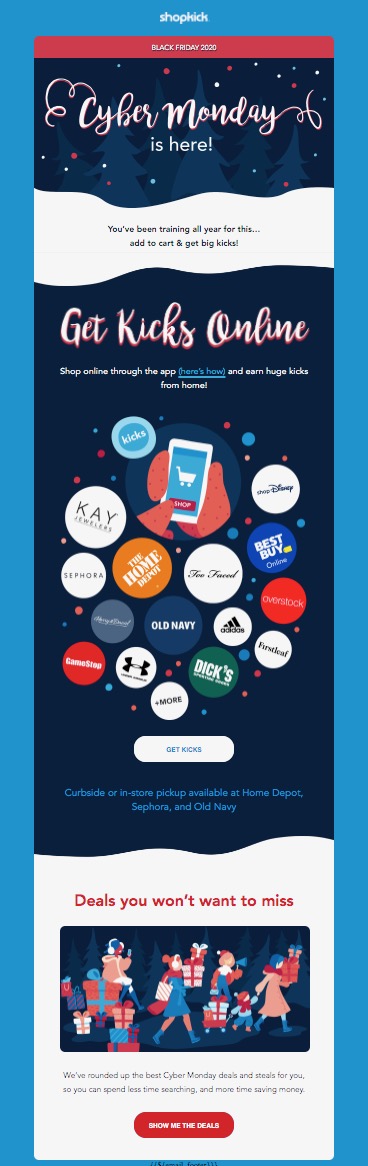 shopkick
BLACK FRIDAY 2020
Cyber Monday
is here!
You've been training all year for this...
add to cart & get big kicks!
Get Kicks Online
Shop online through the app (here's how) and earn huge kicks
from home!
kicks
SHOP
shopDisney
KAY
JEWELERS
BEST
BUY
Online
THE
HOME
DEPOT
SEPHORA
Too Faced
overstock
Harry & David
OLD NAVY
adidas
Firstleaf
GameStop
UNDER ARMOUR
DICK'S
SPORTING GOODS
+MORE
GET KICKS
Curbside or in-store pickup available at Home Depot,
Sephora, and Old Navy
Deals you won't want to miss
We've rounded up the best Cyber Monday deals and steals for you,
so you can spend less time searching, and more time saving money.
SHOW ME THE DEALS